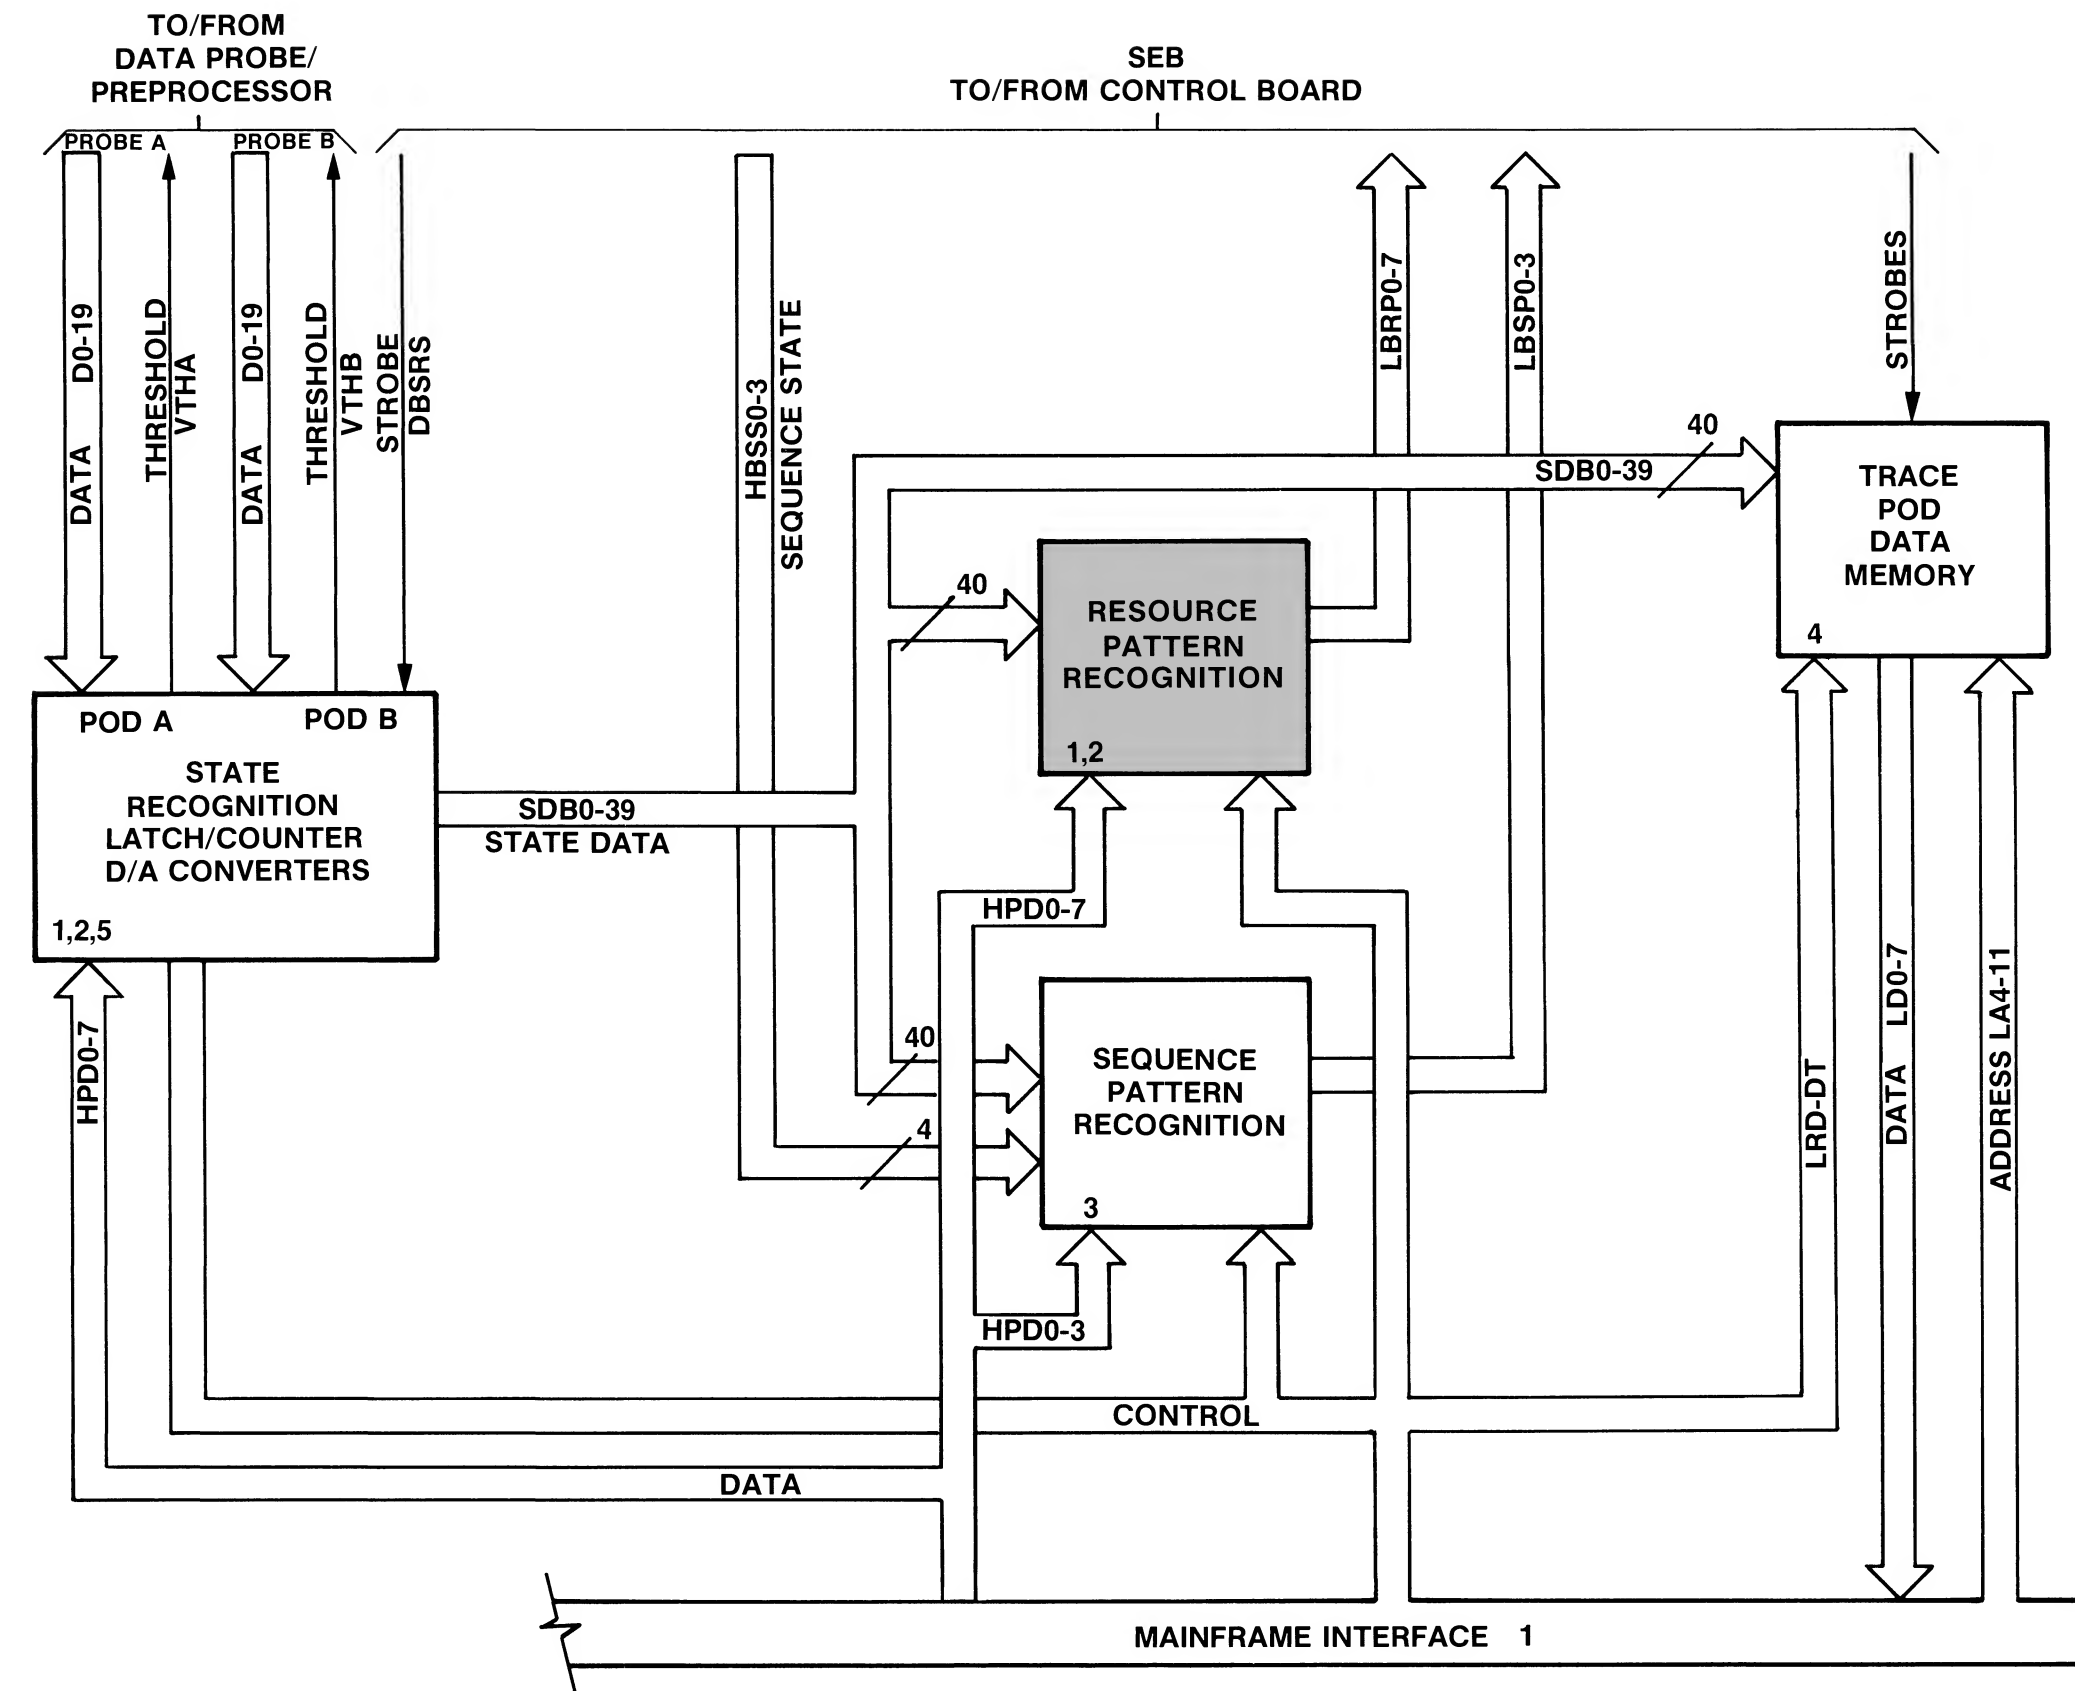 TO/FROM
DATA PROBE/
PREPROCESSOR
SEB
TO/FROM CONTROL BOARD
PROBE A
PROBE B
DATA D0-19
THRESHOLD
VTHA
DATA D0-19
THRESHOLD
VTHB
STROBE
DBSRS
HBSS0-3
SEQUENCE STATE
LBRP0-7
LBSP0-3
STROBES
40
SDB0-39
TRACE
POD
DATA
MEMORY
4
40
RESOURCE
PATTERN
RECOGNITION
1,2
POD A
POD B
STATE
RECOGNITION
LATCH/COUNTER
D/A CONVERTERS
1,2,5
SDB0-39
STATE DATA
HPD0-7
HPD0-7
40
4
SEQUENCE
PATTERN
RECOGNITION
3
HPD0-3
LRD-DT
DATA LD0-7
ADDRESS LA4-11
CONTROL
DATA
MAINFRAME INTERFACE 1